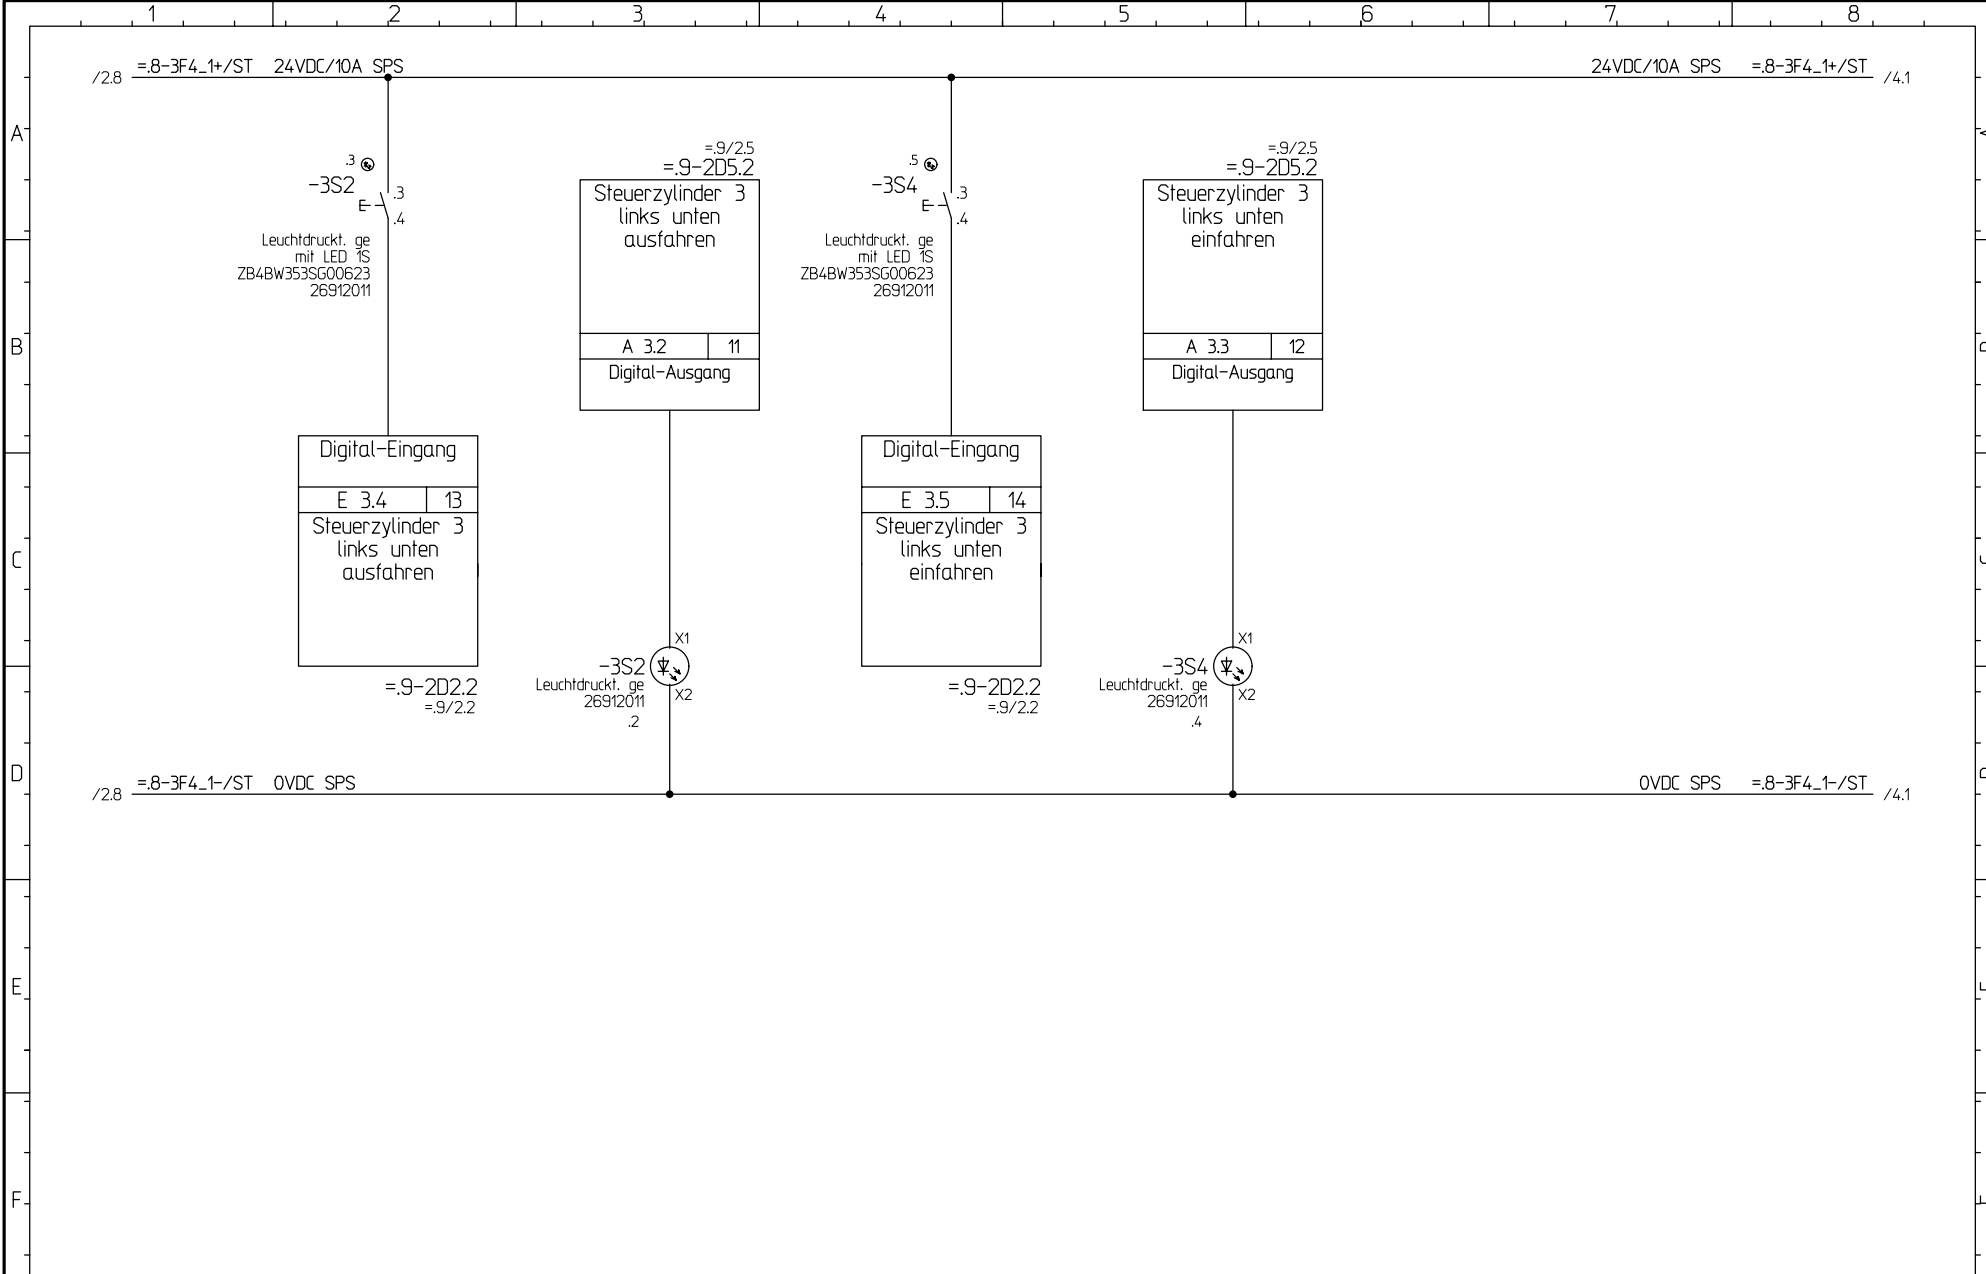 1 2 3 4 5 6 7 8
/2.8 =.8-3F4_1+/ST 24VDC/10A SPS
24VDC/10A SPS =.8-3F4_1+/ST /4.1
A
.3
-3S2
.3
.4
Leuchtdruckt. ge
mit LED 1S
ZB4BW353SG00623
26912011
=.9/2.5
=.9-2D5.2
Steuerzylinder 3
links unten
ausfahren
A 3.2 11
Digital-Ausgang
.5
-3S4
.3
.4
Leuchtdruckt. ge
mit LED 1S
ZB4BW353SG00623
26912011
=.9/2.5
=.9-2D5.2
Steuerzylinder 3
links unten
einfahren
A 3.3 12
Digital-Ausgang
B
Digital-Eingang
E 3.4 13
Steuerzylinder 3
links unten
ausfahren
=.9-2D2.2
=.9/2.2
Digital-Eingang
E 3.5 14
Steuerzylinder 3
links unten
einfahren
=.9-2D2.2
=.9/2.2
C
X1
-3S2
Leuchtdruckt. ge
26912011
X2
.2
X1
-3S4
Leuchtdruckt. ge
26912011
X2
.4
D
/2.8 =.8-3F4_1-/ST 0VDC SPS
0VDC SPS =.8-3F4_1-/ST /4.1
E
F